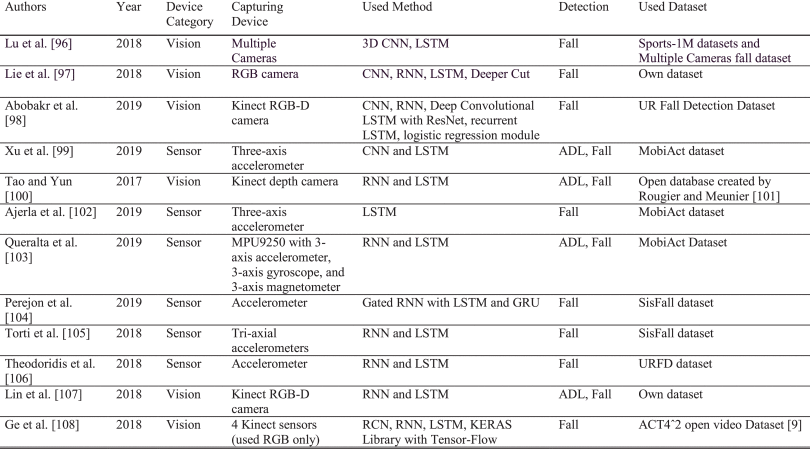 Authors Year Device Category Capturing Device Used Method Detection Used Dataset
Lu et al. [96] 2018 Vision Multiple Cameras 3D CNN, LSTM Fall Sports-1M datasets and Multiple Cameras fall dataset
Lie et al. [97] 2018 Vision RGB camera CNN, RNN, LSTM, Deeper Cut Fall Own dataset
Abobakr et al. [98] 2019 Vision Kinect RGB-D camera CNN, RNN, Deep Convolutional LSTM with ResNet, recurrent LSTM, logistic regression module Fall UR Fall Detection Dataset
Xu et al. [99] 2019 Sensor Three-axis accelerometer CNN and LSTM ADL, Fall MobiAct dataset
Tao and Yun [100] 2017 Vision Kinect depth camera RNN and LSTM ADL, Fall Open database created by Rougier and Meunier [101]
Ajerla et al. [102] 2019 Sensor Three-axis accelerometer LSTM Fall MobiAct dataset
Queralta et al. [103] 2019 Sensor MPU9250 with 3-axis accelerometer, 3-axis gyroscope, and 3-axis magnetometer RNN and LSTM ADL, Fall MobiAct Dataset
Perejon et al. [104] 2019 Sensor Accelerometer Gated RNN with LSTM and GRU Fall SisFall dataset
Torti et al. [105] 2018 Sensor Tri-axial accelerometers RNN and LSTM Fall SisFall dataset
Theodoridis et al. [106] 2018 Sensor Accelerometer RNN and LSTM Fall URFD dataset
Lin et al. [107] 2018 Vision Kinect RGB-D camera RNN and LSTM ADL, Fall Own dataset
Ge et al. [108] 2018 Vision 4 Kinect sensors (used RGB only) RCN, RNN, LSTM, KERAS Library with Tensor-Flow Fall ACT4^2 open video Dataset [9]